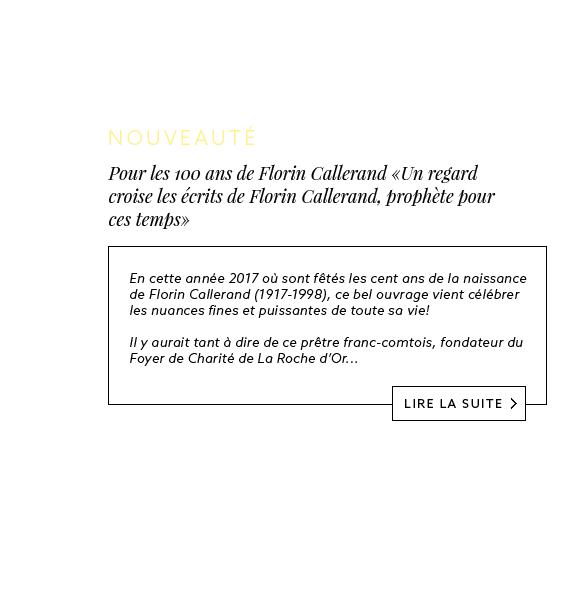 NOUVEAUTÉ
Pour les 100 ans de Florin Callerand «Un regard
croise les écrits de Florin Callerand, prophète pour
ces temps»
En cette année 2017 où sont fêtés les cent ans de la naissance
de Florin Callerand (1917-1998), ce bel ouvrage vient célébrer
les nuances fines et puissantes de toute sa vie!
Il y aurait tant à dire de ce prêtre franc-comtois, fondateur du
Foyer de Charité de La Roche d'Or...
LIRE LA SUITE >